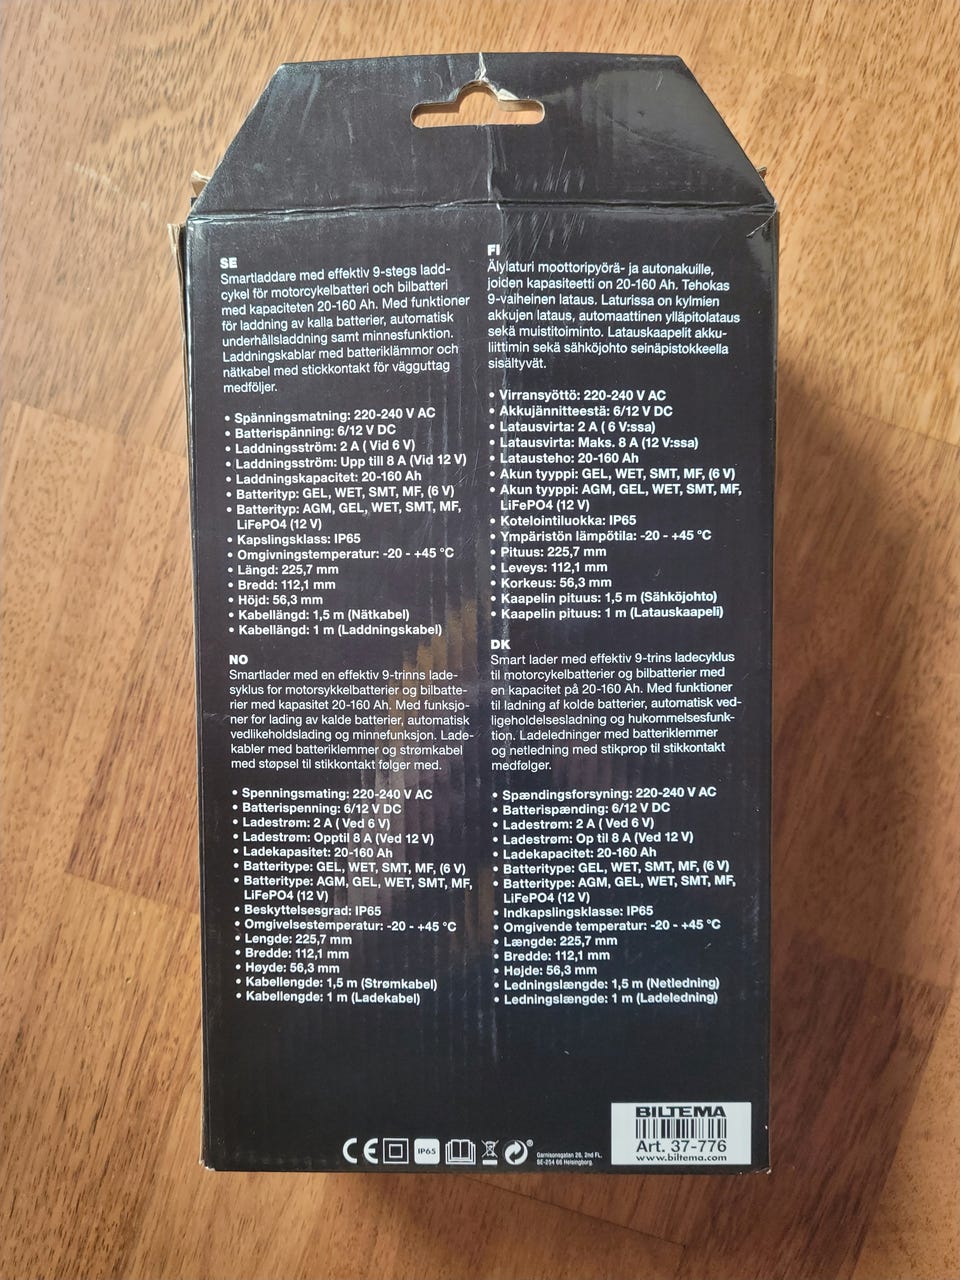 SE
Smartladdare med effektiv 9-stegs ladd-
cykel för motorcykelbatteri och bilbatteri
med kapaciteten 20-160 Ah. Med funktioner
för laddning av kalla batterier, automatisk
underhållsladdning samt minnesfunktion.
Laddningskablar med batteriklämmor och
nätkabel med stickkontakt för vägguttag
medföljer.
• Spänningsmatning: 220-240 V AC
• Batterispänning: 6/12 V DC
• Laddningsström: 2 A ( Vid 6 V)
• Laddningsström: Upp till 8 A (Vid 12 V)
• Laddningskapacitet: 20-160 Ah
• Batterityp: GEL, WET, SMT, MF, (6 V)
• Batterityp: AGM, GEL, WET, SMT, MF,
LiFePO4 (12 V)
• Kapslingsklass: IP65
• Omgivningstemperatur: -20 - +45 °C
• Längd: 225,7 mm
• Bredd: 112,1 mm
• Höjd: 56,3 mm
• Kabellängd: 1,5 m (Nätkabel)
• Kabellängd: 1 m (Laddningskabel)
FI
Älylaturi moottoripyörä- ja autonakuille,
joiden kapasiteetti on 20-160 Ah. Tehokas
9-vaiheinen lataus. Laturissa on kylmien
akkujen lataus, automaattinen ylläpitolataus
sekä muistitoiminto. Latauskaapelit akku-
liittimin sekä sähköjohto seinäpistokkeella
sisältyvät.
• Virransyöttö: 220-240 V AC
• Akkujännitteestä: 6/12 V DC
• Latausvirta: 2 A ( 6 V:ssa)
• Latausvirta: Maks. 8 A (12 V:ssa)
• Latausteho: 20-160 Ah
• Akun tyyppi: GEL, WET, SMT, MF, (6 V)
• Akun tyyppi: AGM, GEL, WET, SMT, MF,
LiFePO4 (12 V)
• Kotelointiluokka: IP65
• Ympäristön lämpötila: -20 - +45 °C
• Pituus: 225,7 mm
• Leveys: 112,1 mm
• Korkeus: 56,3 mm
• Kaapelin pituus: 1,5 m (Sähköjohto)
• Kaapelin pituus: 1 m (Latauskaapeli)
NO
Smartlader med en effektiv 9-trinns lade-
syklus for motorsykkelbatterier og bilbatte-
rier med kapasitet 20-160 Ah. Med funksjo-
ner for lading av kalde batterier, automatisk
vedlikeholdslading og minnefunksjon. Lade-
kabler med batteriklemmer og strømkabel
med støpsel til stikkontakt følger med.
• Spenningsmating: 220-240 V AC
• Batterispenning: 6/12 V DC
• Ladestrøm: 2 A ( Ved 6 V)
• Ladestrøm: Opptil 8 A (Ved 12 V)
• Ladekapasitet: 20-160 Ah
• Batteritype: GEL, WET, SMT, MF, (6 V)
• Batteritype: AGM, GEL, WET, SMT, MF,
LiFePO4 (12 V)
• Beskyttelsesgrad: IP65
• Omgivelsestemperatur: -20 - +45 °C
• Lengde: 225,7 mm
• Bredde: 112,1 mm
• Høyde: 56,3 mm
• Kabellengde: 1,5 m (Strømkabel)
• Kabellengde: 1 m (Ladekabel)
DK
Smart lader med effektiv 9-trins ladecyklus
til motorcykelbatterier og bilbatterier med
en kapacitet på 20-160 Ah. Med funktioner
til ladning af kolde batterier, automatisk ved-
ligeholdelsesladning og hukommelsesfunk-
tion. Ladeledninger med batteriklemmer
og netledning med stikprop til stikkontakt
medfølger.
• Spændingsforsyning: 220-240 V AC
• Batterispænding: 6/12 V DC
• Ladestrøm: 2 A ( Ved 6 V)
• Ladestrøm: Op til 8 A (Ved 12 V)
• Ladekapacitet: 20-160 Ah
• Batteritype: GEL, WET, SMT, MF, (6 V)
• Batteritype: AGM, GEL, WET, SMT, MF,
LiFePO4 (12 V)
• Indkapslingsklasse: IP65
• Omgivende temperatur: -20 - +45 °C
• Længde: 225,7 mm
• Bredde: 112,1 mm
• Højde: 56,3 mm
• Ledningslængde: 1,5 m (Netledning)
• Ledningslængde: 1 m (Ladeledning)
CE
IP65
Garnisonsgatan 26, 2nd FL,
SE-254 66 Helsingborg
BILTEMA
Art. 37-776
www.biltema.com